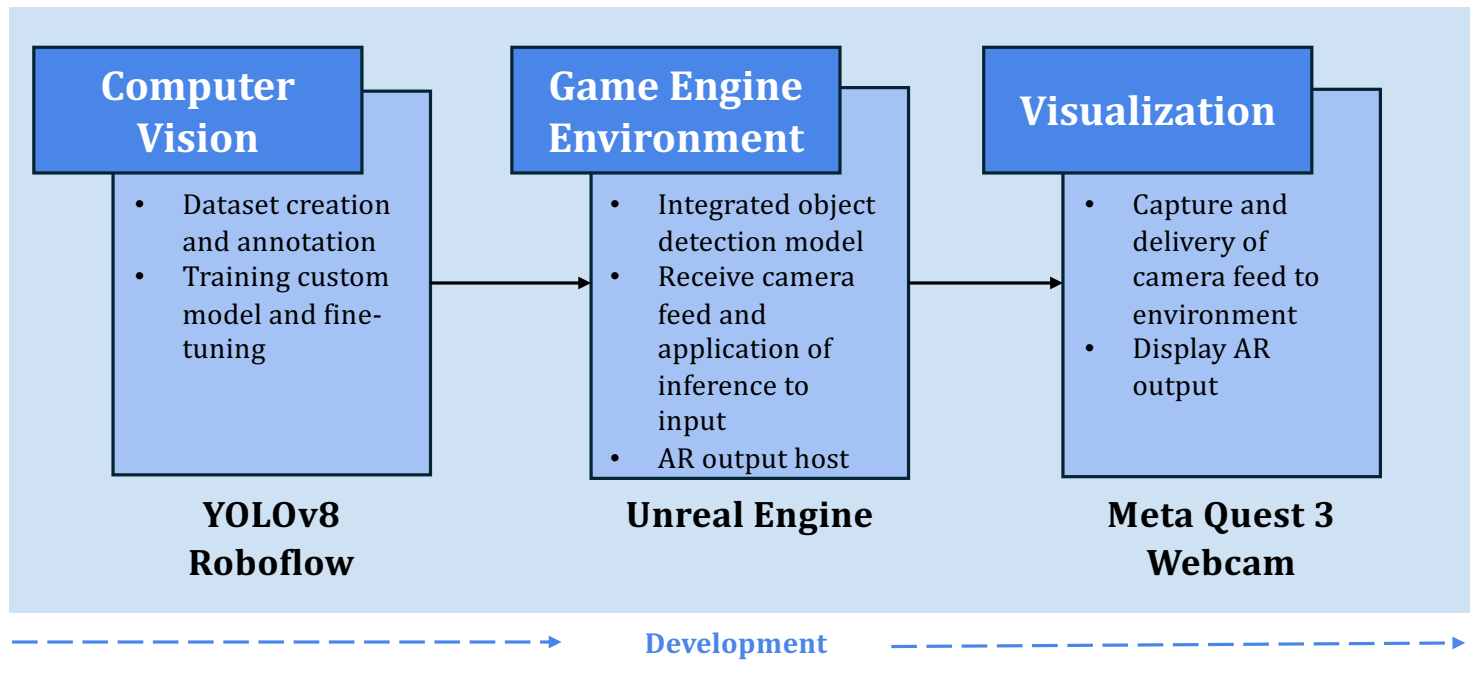 Computer
Vision
• Dataset creation
and annotation
• Training custom
model and fine-
tuning
YOLOv8
Roboflow
Game Engine
Environment
• Integrated object
detection model
• Receive camera
feed and
application of
inference to
input
• AR output host
Unreal Engine
Visualization
• Capture and
delivery of
camera feed to
environment
• Display AR
output
Meta Quest 3
Webcam
Development